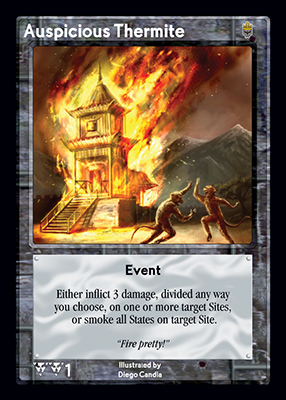 Auspicious Thermite
Event
Either inflict 3 damage, divided any way
you choose, on one or more target Sites,
or smoke all States on target Site.
"Fire pretty!"
1
Illustrated by
Diego Candia